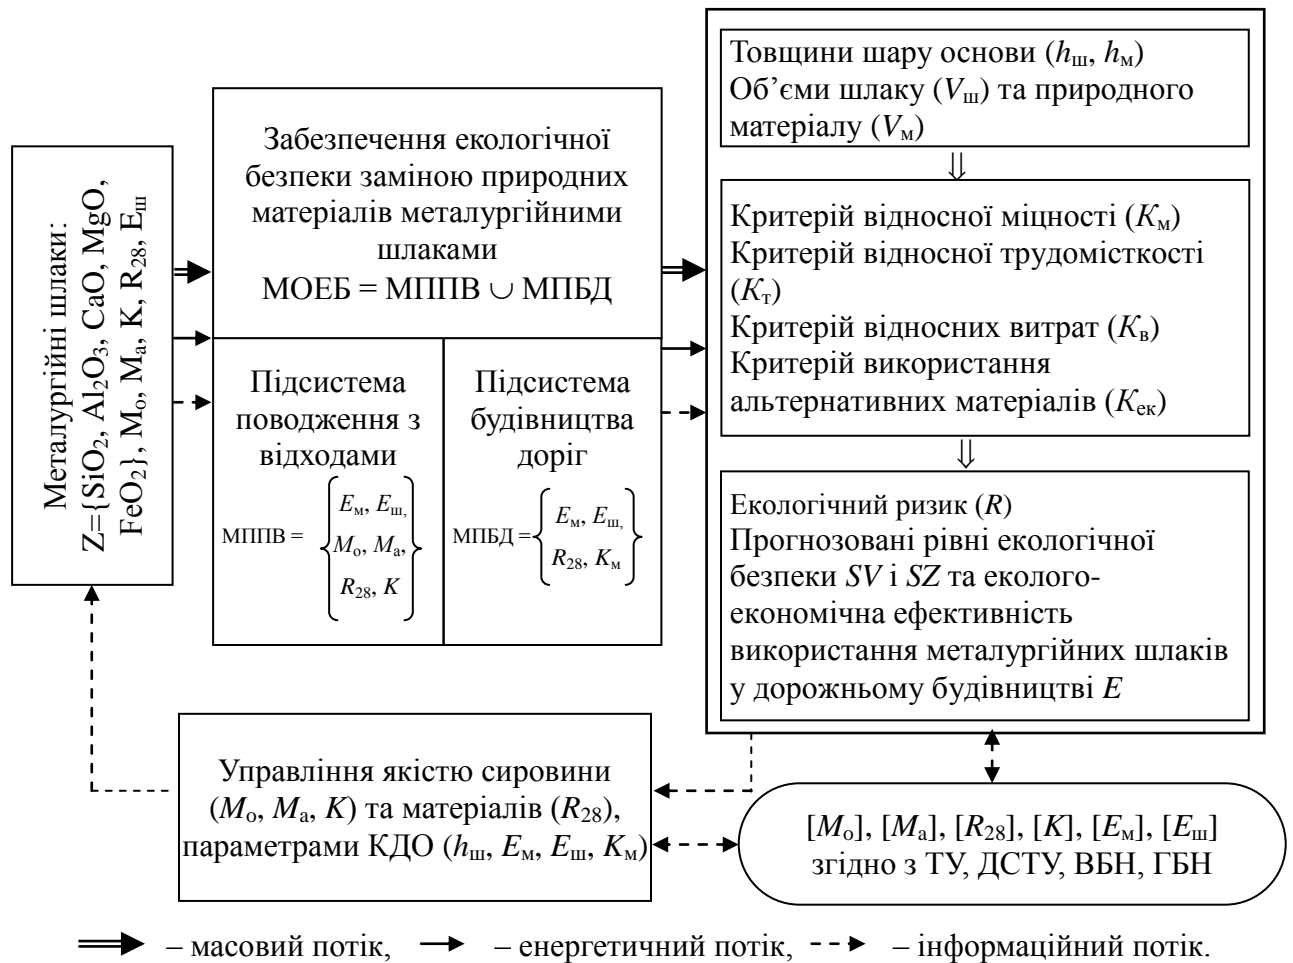 Металургійні шлаки:
Z={SiO₂, Al₂O₃, CaO, MgO,
FeO₂}, Mₒ, Mₐ, K, R₂₈, Eш
Забезпечення екологічної
безпеки заміною природних
матеріалів металургійними
шлаками
МОЕБ = МППВ ∪ МПБД
Підсистема
поводження з
відходами
МППВ =
Eм, Eш,
Mо, Mа,
R₂₈, K
Підсистема
будівництва
доріг
МПБД =
Eм, Eш,
R₂₈, Kм
Товщини шару основи (hш, hм)
Об’єми шлаку (Vш) та природного
матеріалу (Vм)
⇓
Критерій відносної міцності (Kм)
Критерій відносної трудомісткості
(Kт)
Критерій відносних витрат (Kв)
Критерій використання
альтернативних матеріалів (Kек)
⇓
Екологічний ризик (R)
Прогнозовані рівні екологічної
безпеки SV і SZ та еколого-
економічна ефективність
використання металургійних шлаків
у дорожньому будівництві E
Управління якістю сировини
(Mо, Mа, K) та матеріалів (R₂₈),
параметрами КДО (hш, Eм, Eш, Kм)
[Mо], [Mа], [R₂₈], [K], [Eм], [Eш]
згідно з ТУ, ДСТУ, ВБН, ГБН
– масовий потік, – енергетичний потік, – інформаційний потік.